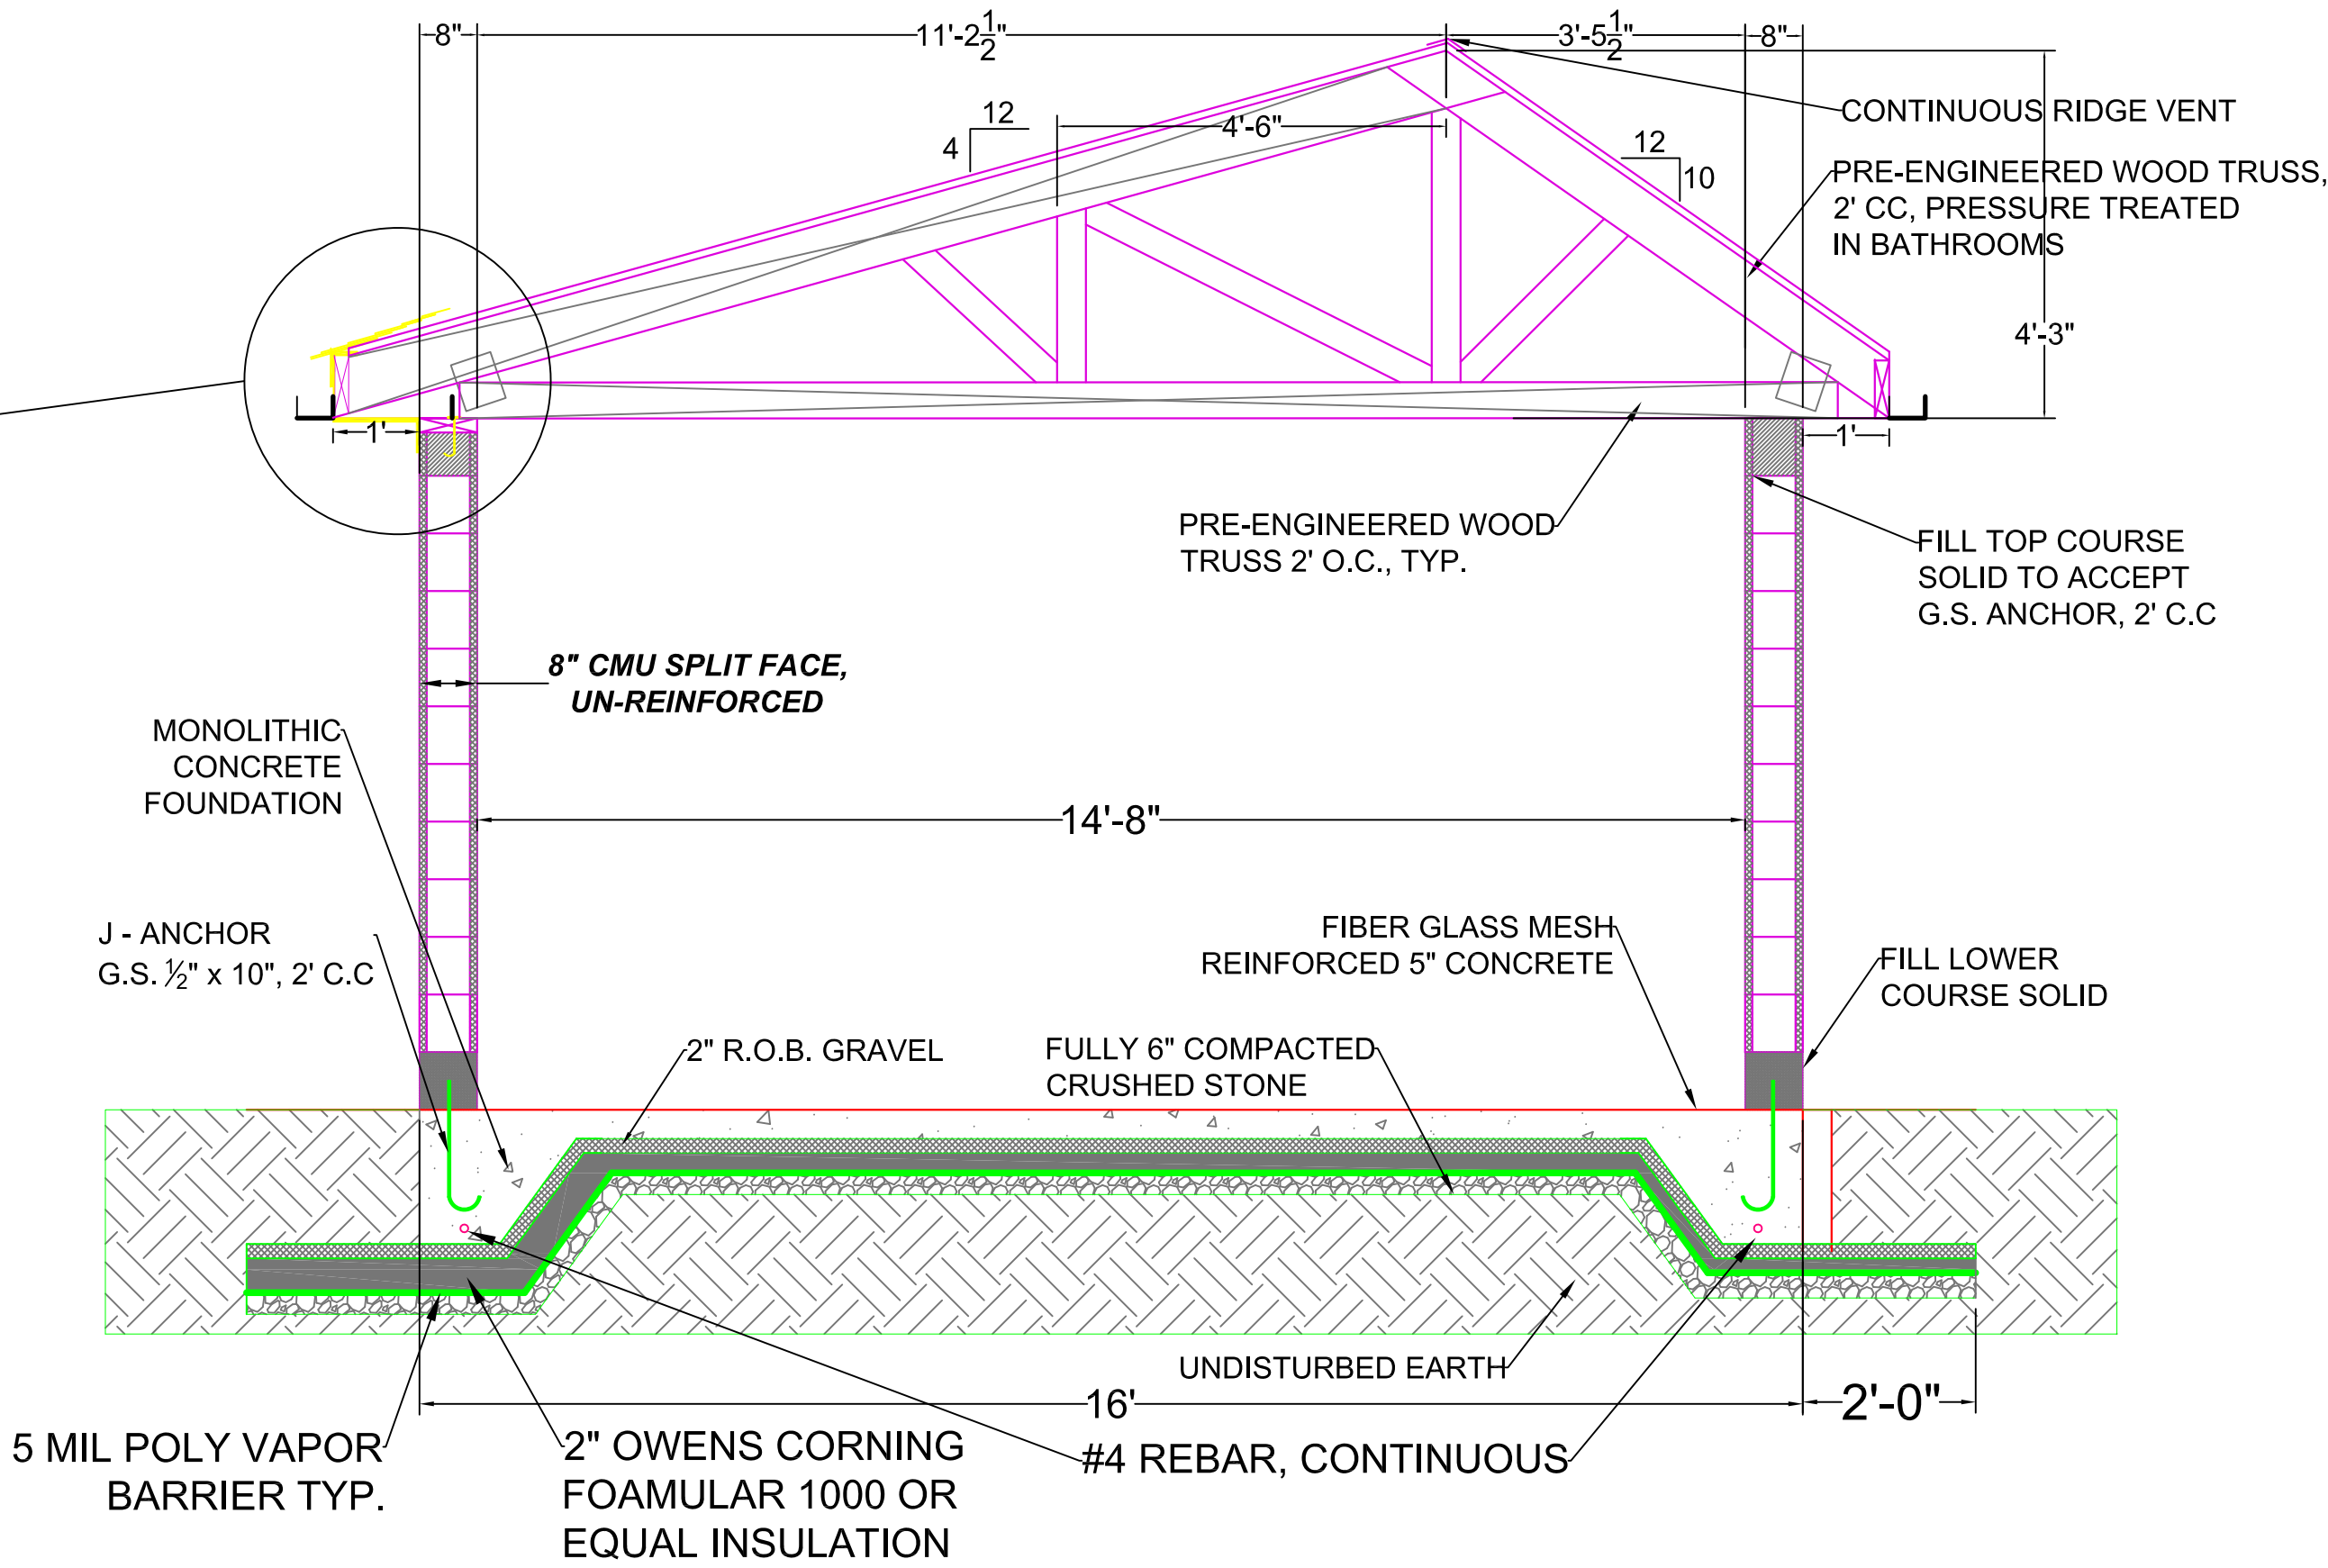 8"
11'-2 1/2"
3'-5 1/2"
8"
12
4
4'-6"
12
10
CONTINUOUS RIDGE VENT
PRE-ENGINEERED WOOD TRUSS,
2' CC, PRESSURE TREATED
IN BATHROOMS
4'-3"
1'
1'
PRE-ENGINEERED WOOD
TRUSS 2' O.C., TYP.
FILL TOP COURSE
SOLID TO ACCEPT
G.S. ANCHOR, 2' C.C
8" CMU SPLIT FACE,
UN-REINFORCED
MONOLITHIC
CONCRETE
FOUNDATION
14'-8"
J - ANCHOR
G.S. ½" x 10", 2' C.C
FIBER GLASS MESH
REINFORCED 5" CONCRETE
FILL LOWER
COURSE SOLID
2" R.O.B. GRAVEL
FULLY 6" COMPACTED
CRUSHED STONE
UNDISTURBED EARTH
16'
2'-0"
5 MIL POLY VAPOR
BARRIER TYP.
2" OWENS CORNING
FOAMULAR 1000 OR
EQUAL INSULATION
#4 REBAR, CONTINUOUS